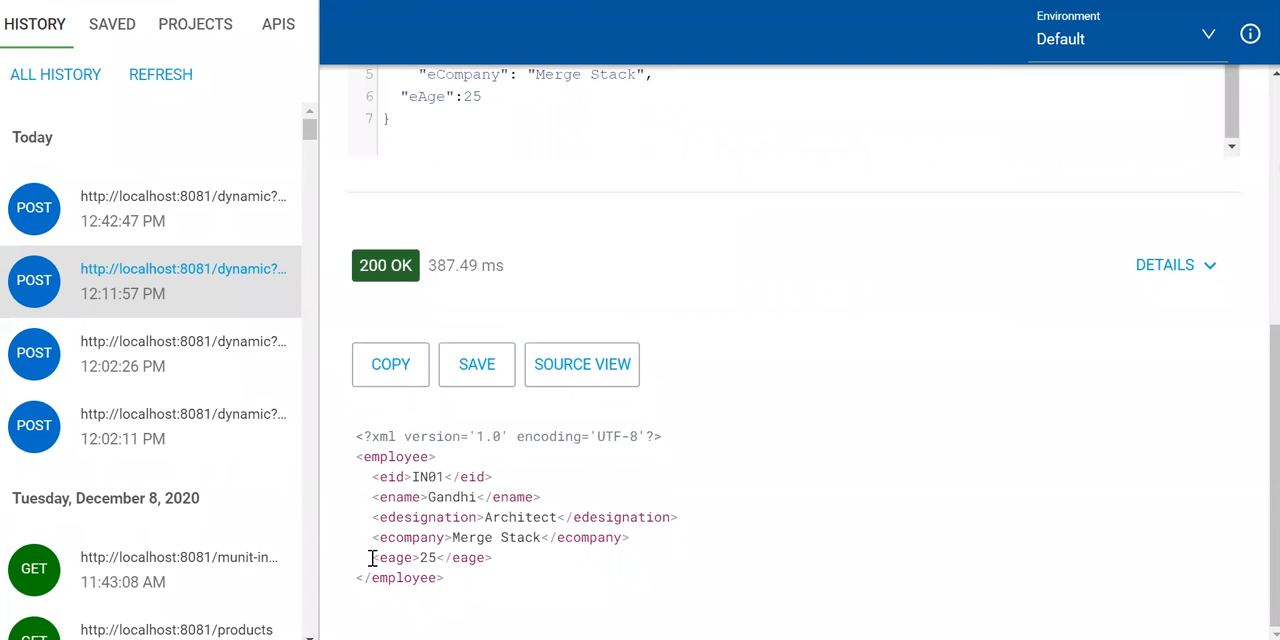 HISTORY SAVED PROJECTS APIS
ALL HISTORY REFRESH
Today
POST http://localhost:8081/dynamic?...
12:42:47 PM
POST http://localhost:8081/dynamic?...
12:11:57 PM
POST http://localhost:8081/dynamic?...
12:02:26 PM
POST http://localhost:8081/dynamic?...
12:02:11 PM
Tuesday, December 8, 2020
GET http://localhost:8081/munit-in...
11:43:08 AM
GET http://localhost:8081/products
Environment
Default
5 "eCompany": "Merge Stack",
6 "eAge":25
7 }
200 OK 387.49 ms DETAILS
COPY SAVE SOURCE VIEW
<?xml version='1.0' encoding='UTF-8'?>
<employee>
<eid>IN01</eid>
<ename>Gandhi</ename>
<edesignation>Architect</edesignation>
<ecompany>Merge Stack</ecompany>
<eage>25</eage>
</employee>